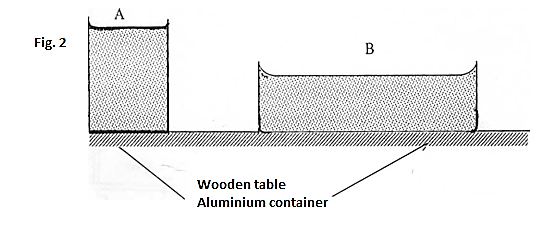 A
Fig. 2
B
Wooden table
Aluminium container